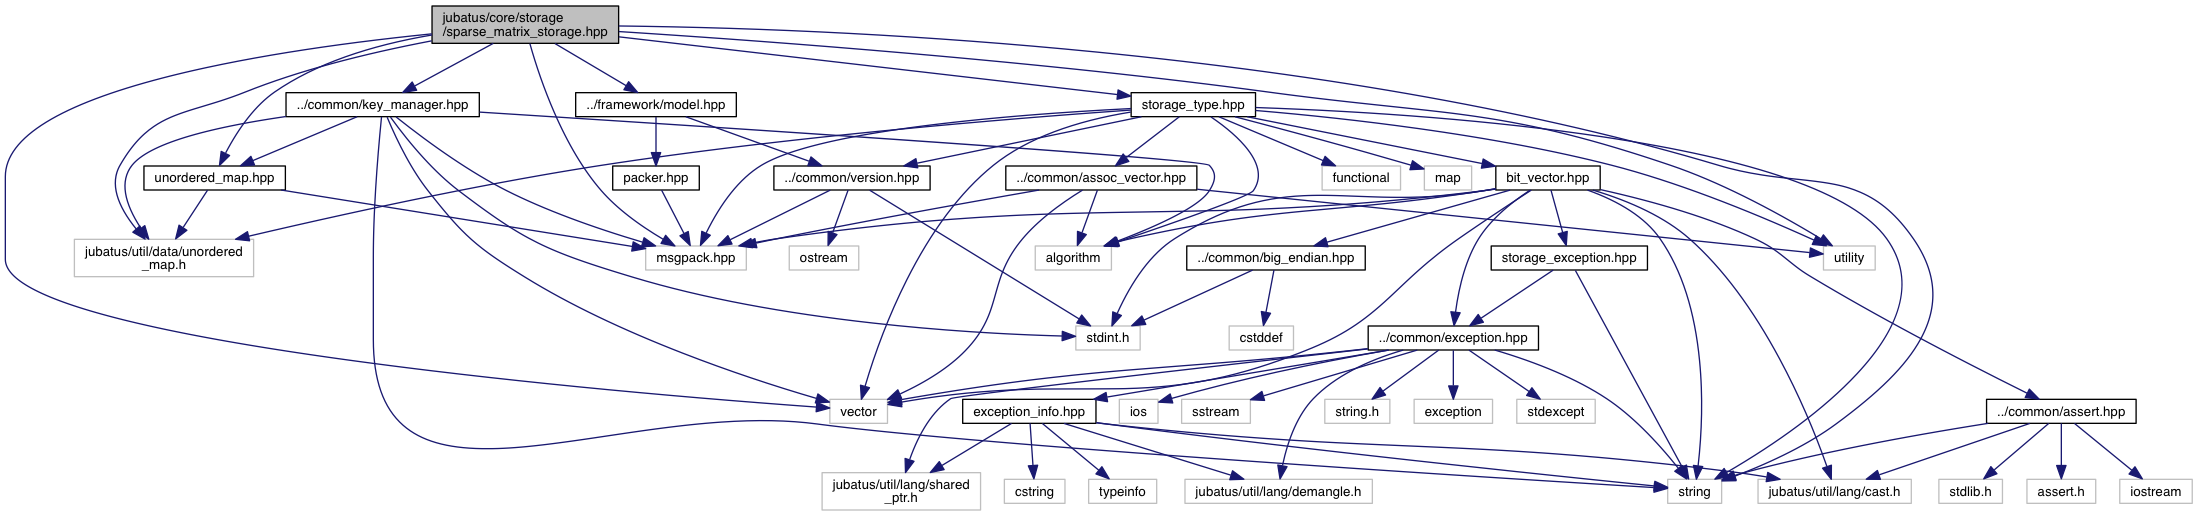 jubatus/core/storage
/sparse_matrix_storage.hpp
../common/key_manager.hpp
../framework/model.hpp
storage_type.hpp
unordered_map.hpp
packer.hpp
../common/version.hpp
../common/assoc_vector.hpp
functional
map
bit_vector.hpp
jubatus/util/data/unordered
_map.h
msgpack.hpp
ostream
algorithm
../common/big_endian.hpp
storage_exception.hpp
utility
stdint.h
cstddef
../common/exception.hpp
vector
exception_info.hpp
ios
sstream
string.h
exception
stdexcept
../common/assert.hpp
jubatus/util/lang/shared
_ptr.h
cstring
typeinfo
jubatus/util/lang/demangle.h
string
jubatus/util/lang/cast.h
stdlib.h
assert.h
iostream